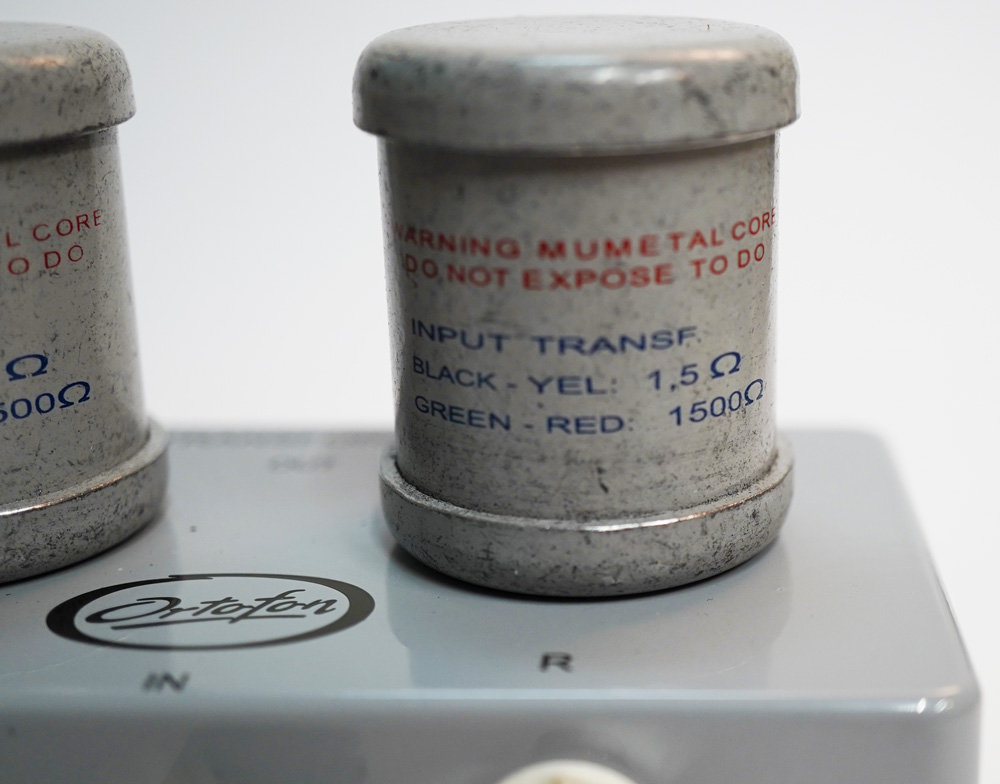 L CORE
O DO
Ω
500Ω
WARNING MUMETAL CORE
DO NOT EXPOSE TO DO
INPUT TRANSF.
BLACK - YEL: 1,5 Ω
GREEN - RED: 1500Ω
Ortofon
IN
R